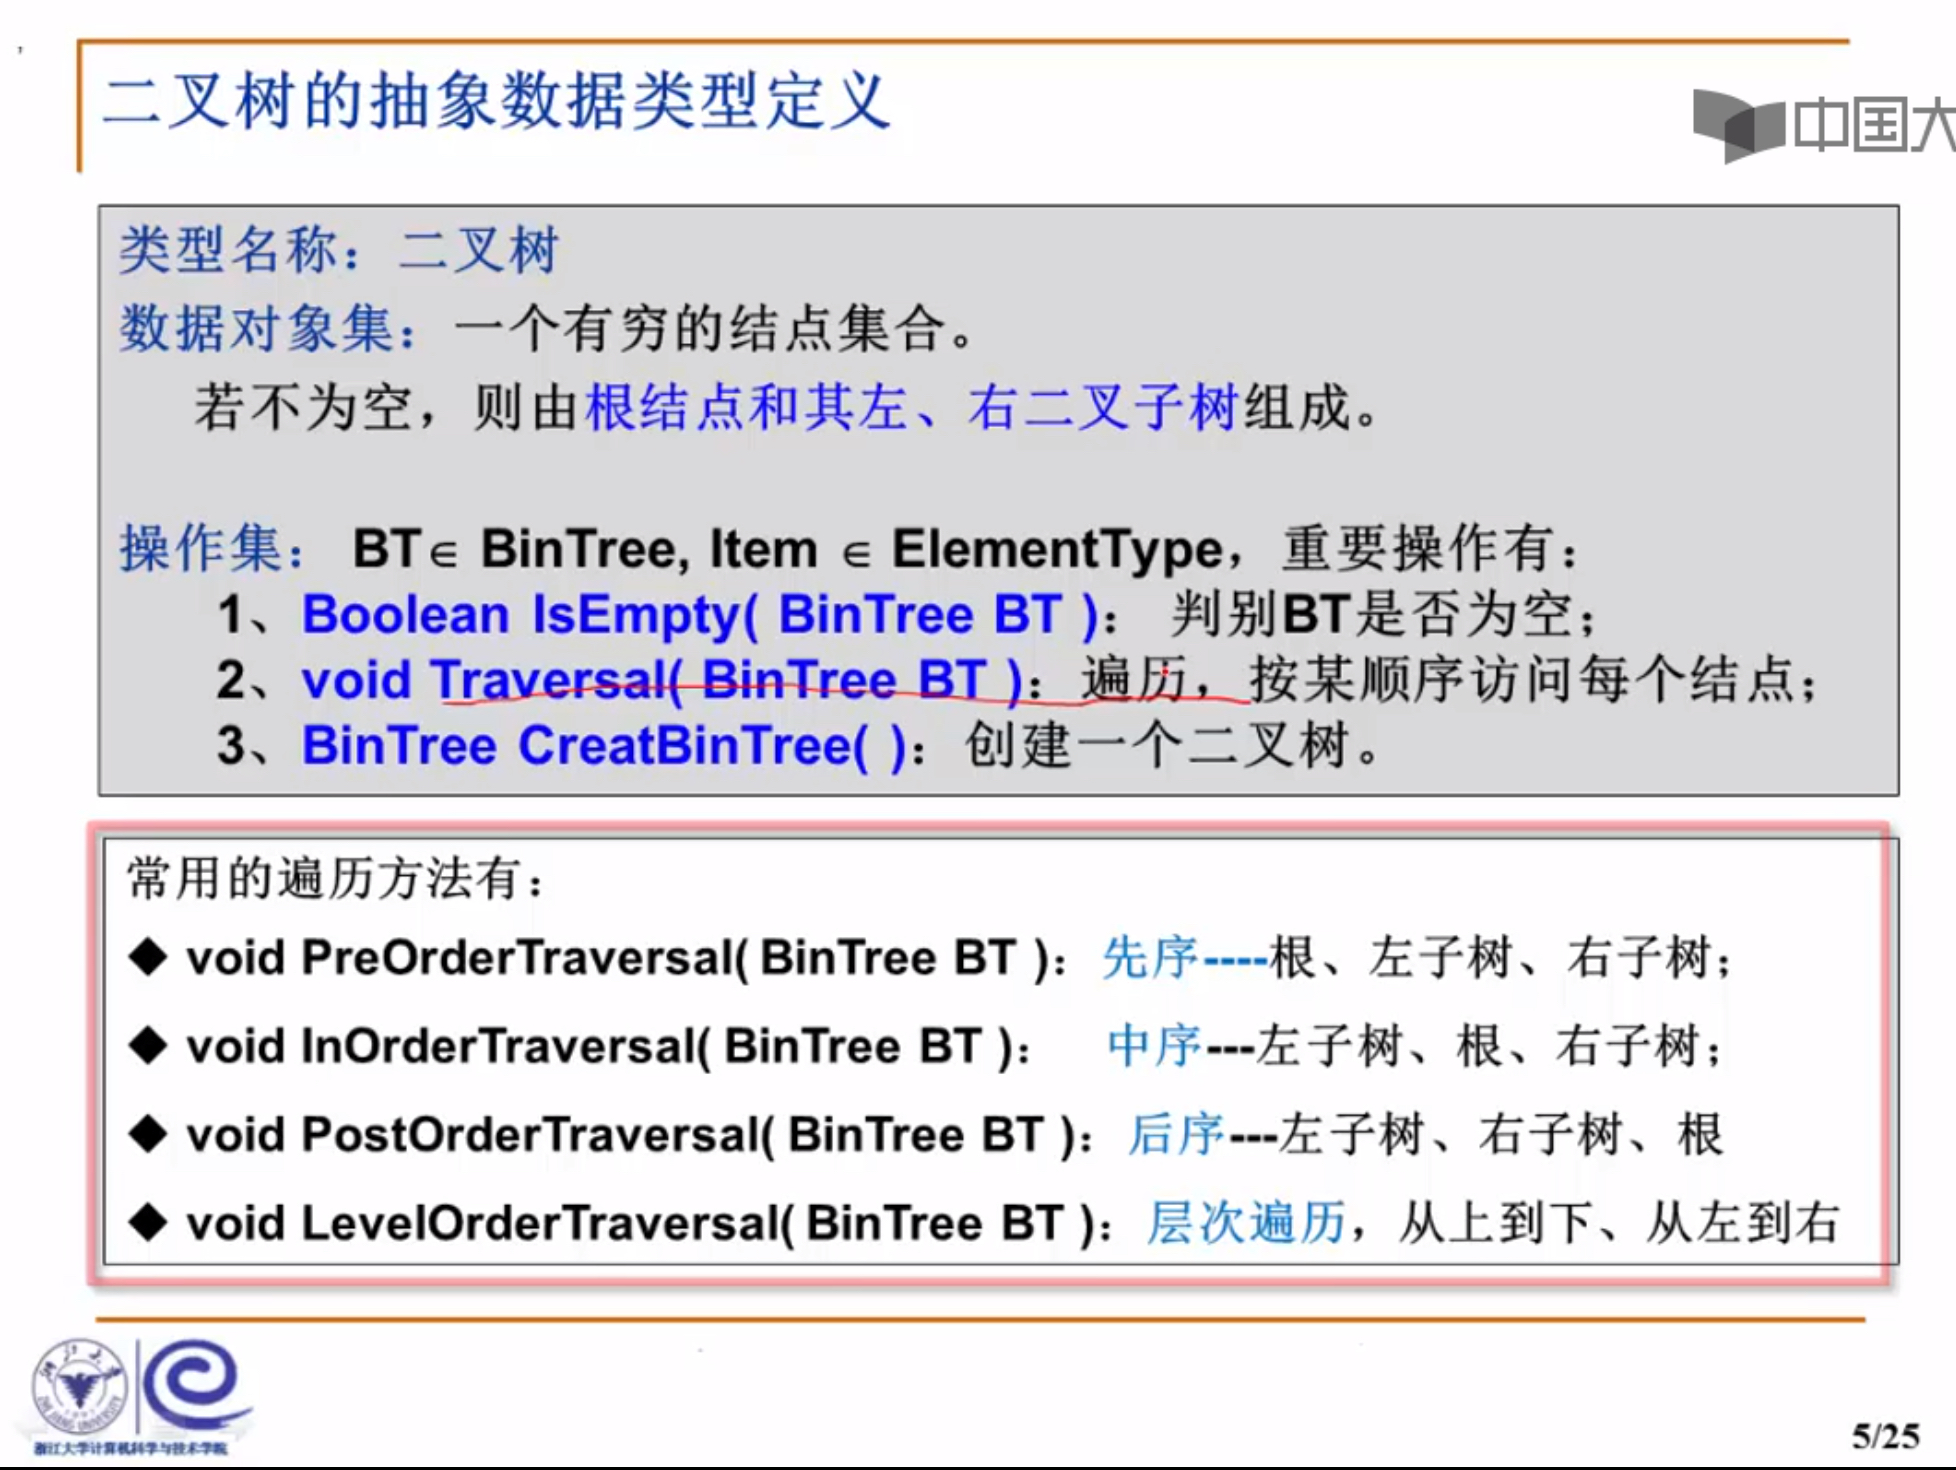 二叉树的抽象数据类型定义
中国大
类型名称：二叉树
数据对象集：一个有穷的结点集合。
若不为空，则由根结点和其左、右二叉子树组成。
操作集： BT∈ BinTree, Item ∈ ElementType，重要操作有：
1、Boolean IsEmpty( BinTree BT )： 判别BT是否为空；
2、void Traversal( BinTree BT )：遍历，按某顺序访问每个结点；
3、BinTree CreatBinTree( )：创建一个二叉树。
常用的遍历方法有：
◆ void PreOrderTraversal( BinTree BT )：先序----根、左子树、右子树；
◆ void InOrderTraversal( BinTree BT )： 中序---左子树、根、右子树；
◆ void PostOrderTraversal( BinTree BT )：后序---左子树、右子树、根
◆ void LevelOrderTraversal( BinTree BT )：层次遍历，从上到下、从左到右
浙江大学计算机科学与技术学院
5/25